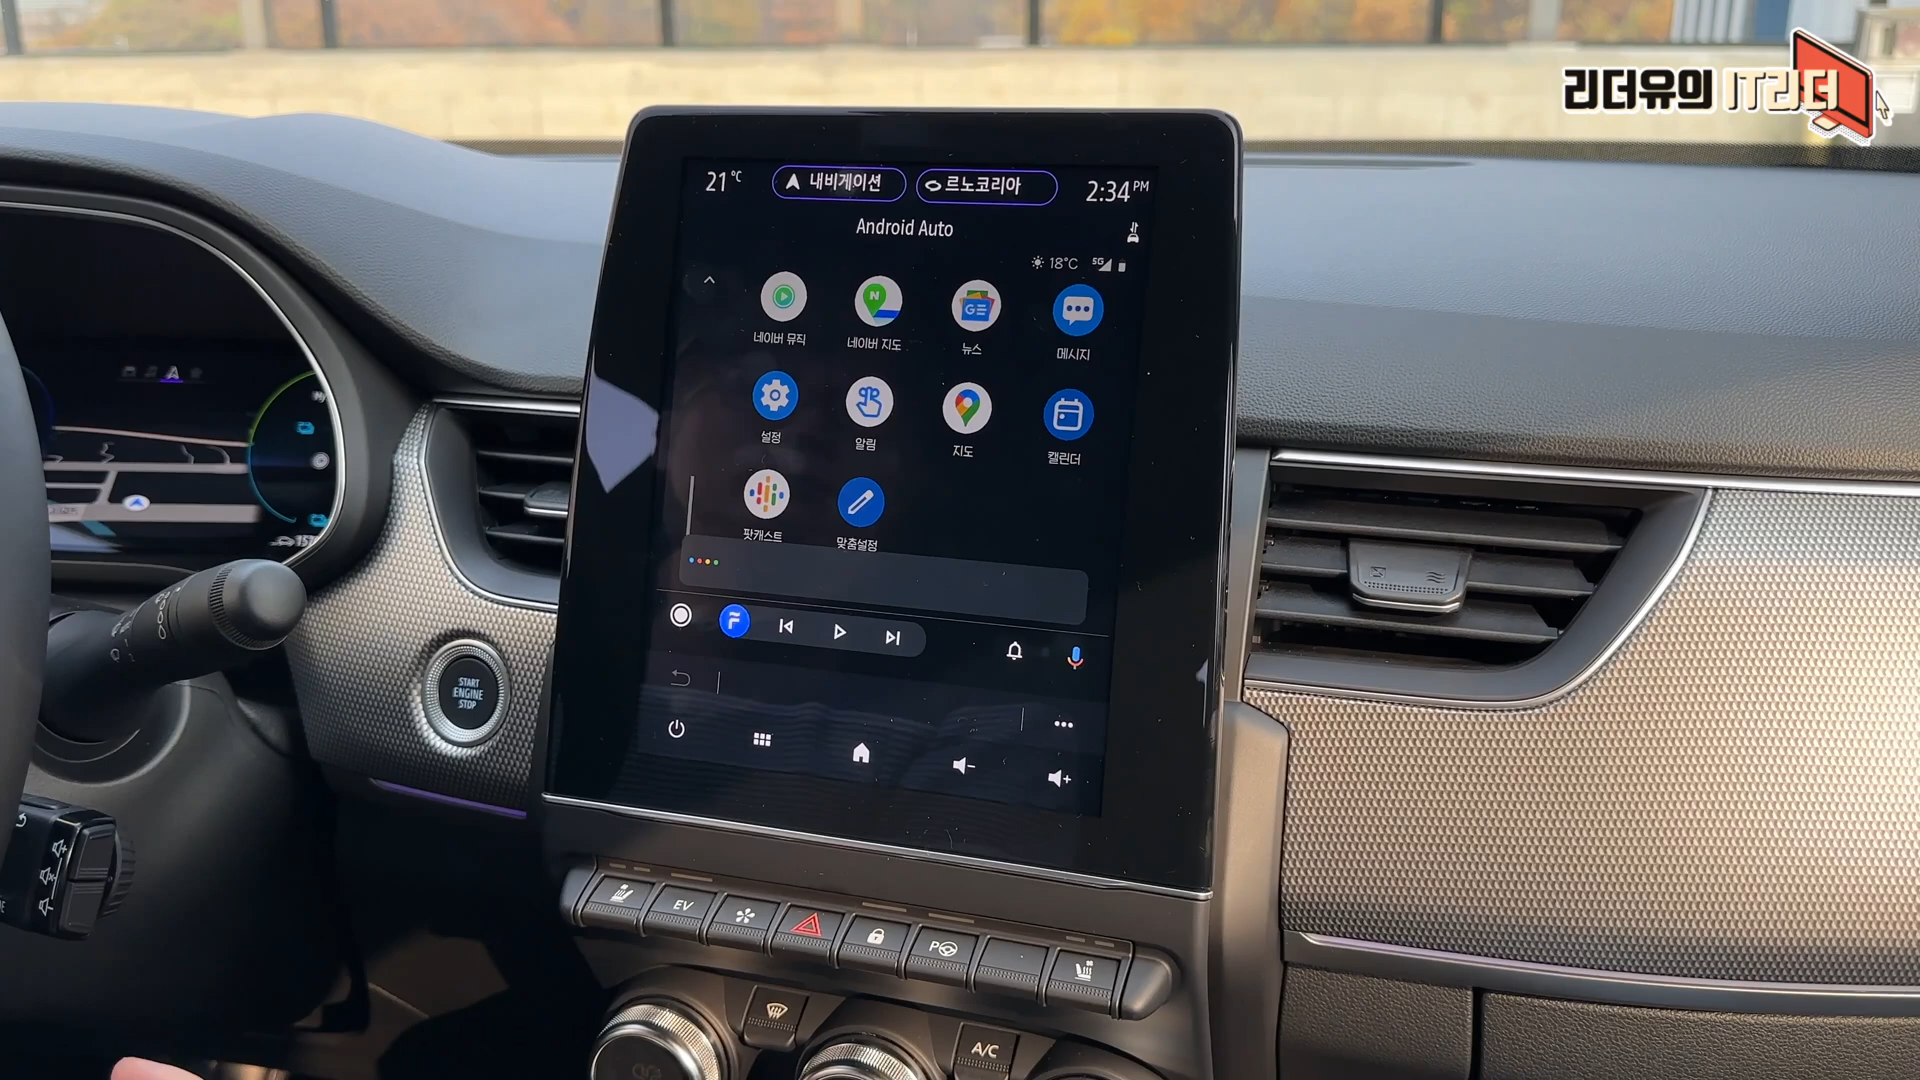 리더유의 IT리더
21°C
내비게이션
르노코리아
2:34 PM
Android Auto
18°C
5G
네이버 뮤직
네이버 지도
뉴스
메시지
설정
알림
지도
캘린더
팟캐스트
맞춤설정
START
ENGINE
STOP
EV
P
A/C